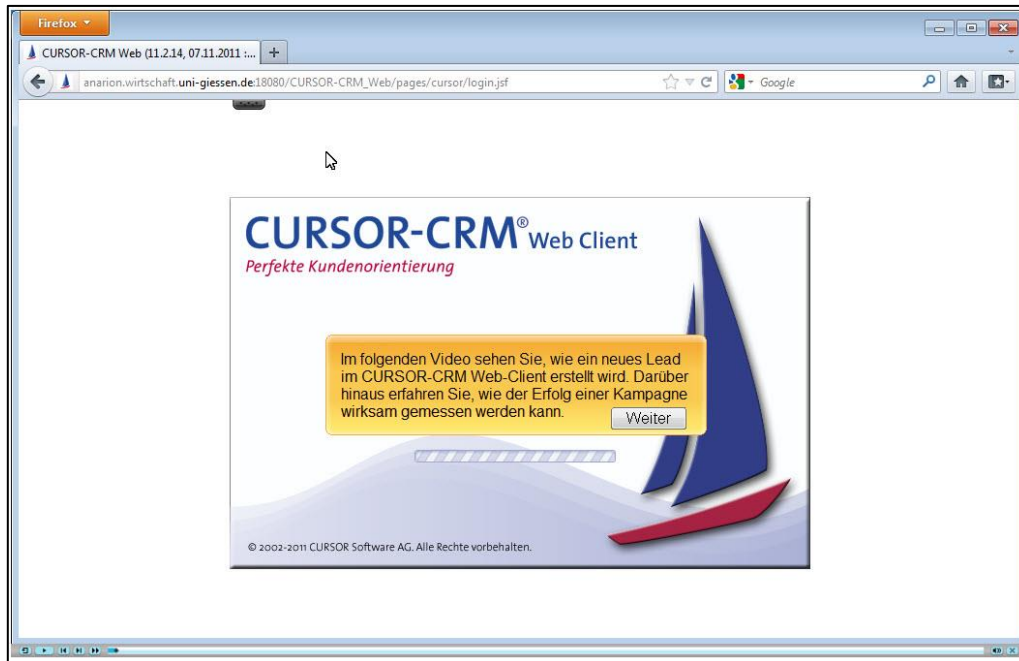 Firefox
CURSOR-CRM Web (11.2.14, 07.11.2011 :...
anarion.wirtschaft.uni-giessen.de:18080/CURSOR-CRM_Web/pages/cursor/login.jsf
Google
CURSOR-CRM® Web Client
Perfekte Kundenorientierung
Im folgenden Video sehen Sie, wie ein neues Lead
im CURSOR-CRM Web-Client erstellt wird. Darüber
hinaus erfahren Sie, wie der Erfolg einer Kampagne
wirksam gemessen werden kann.
Weiter
© 2002-2011 CURSOR Software AG. Alle Rechte vorbehalten.